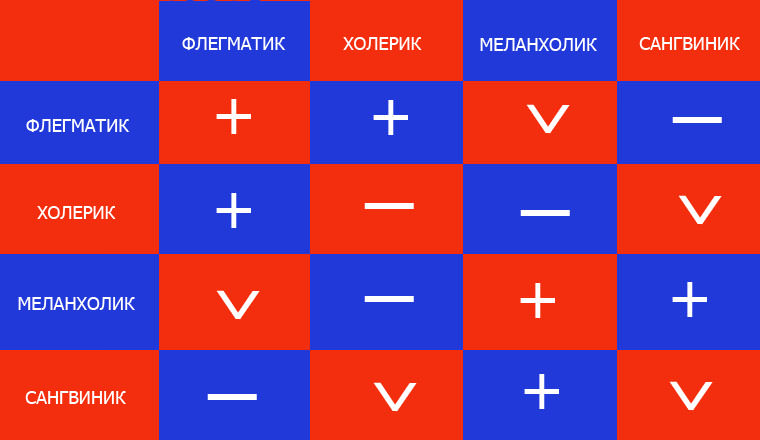 ФЛЕГМАТИК ХОЛЕРИК МЕЛАНХОЛИК САНГВИНИК
ФЛЕГМАТИК + + V —
ХОЛЕРИК + — — V
МЕЛАНХОЛИК V — + +
САНГВИНИК — V + V